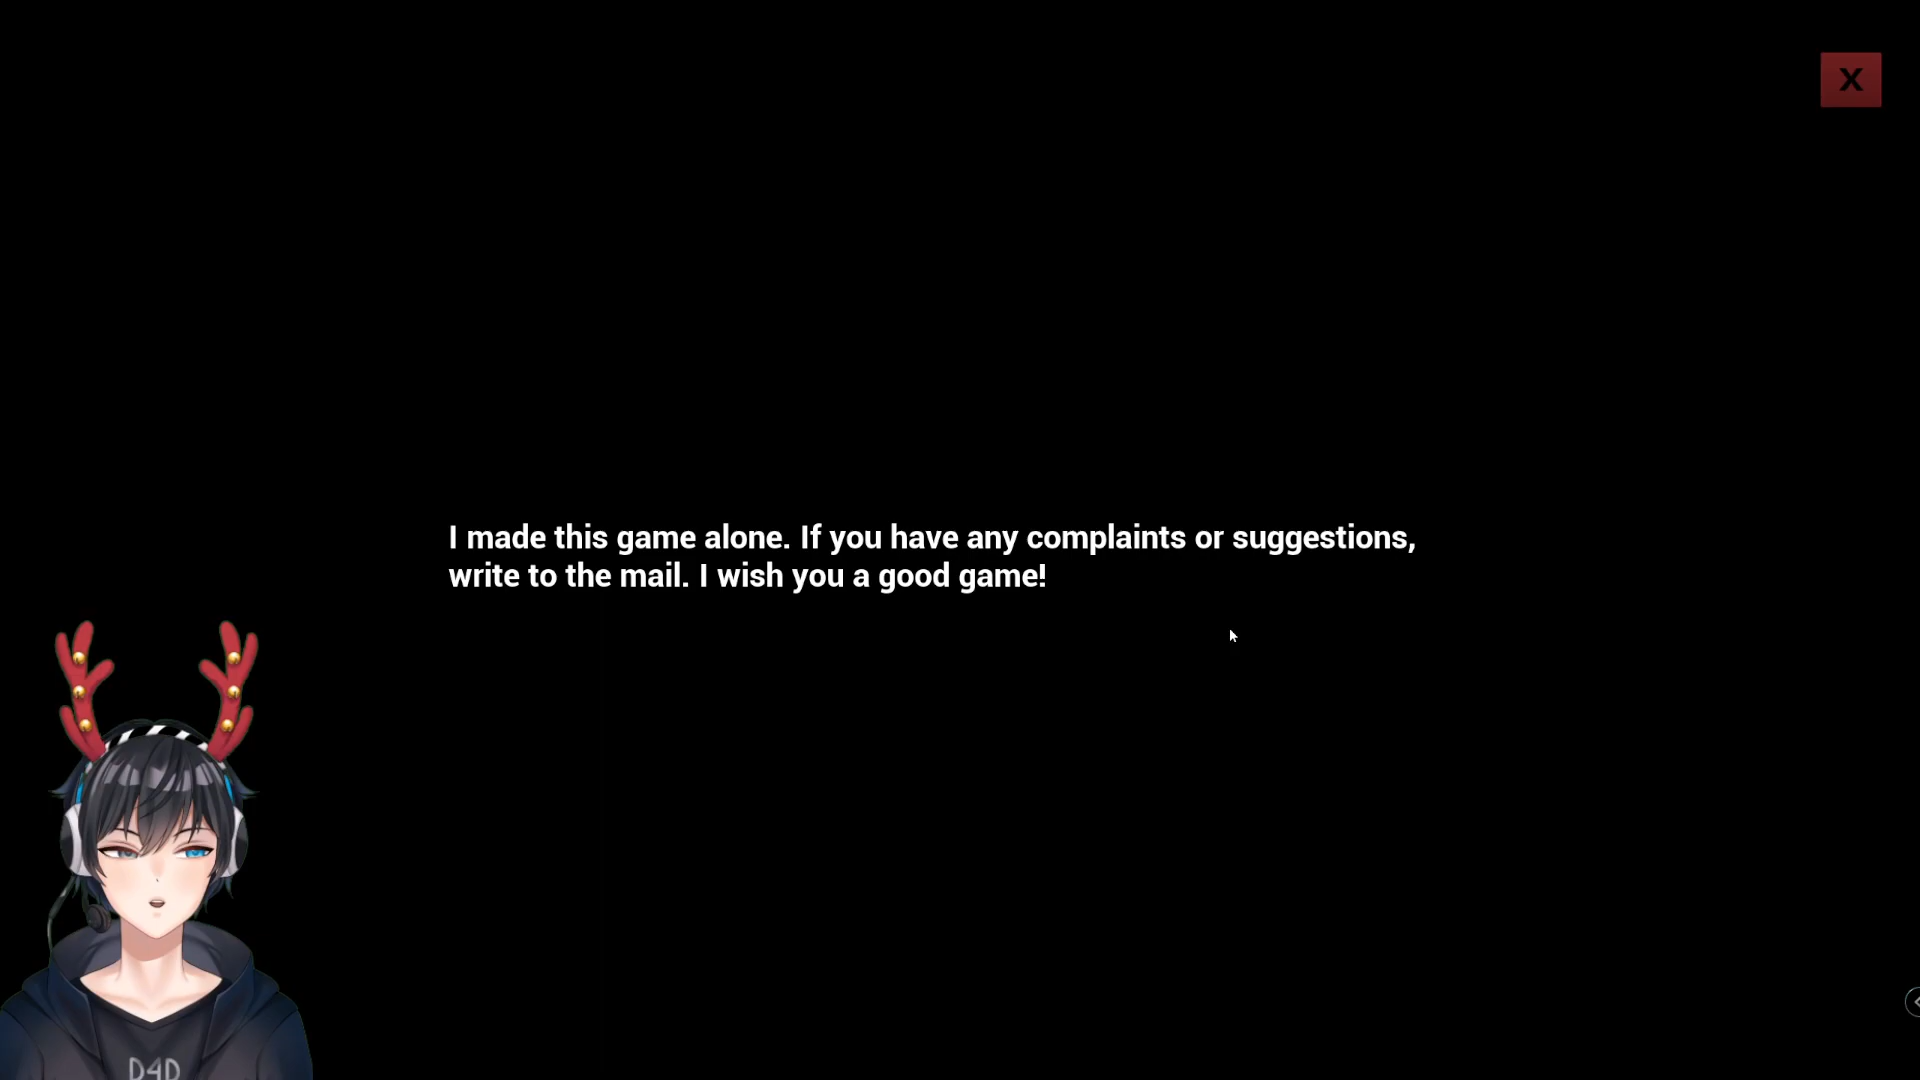 X
I made this game alone. If you have any complaints or suggestions,
write to the mail. I wish you a good game!
D4D